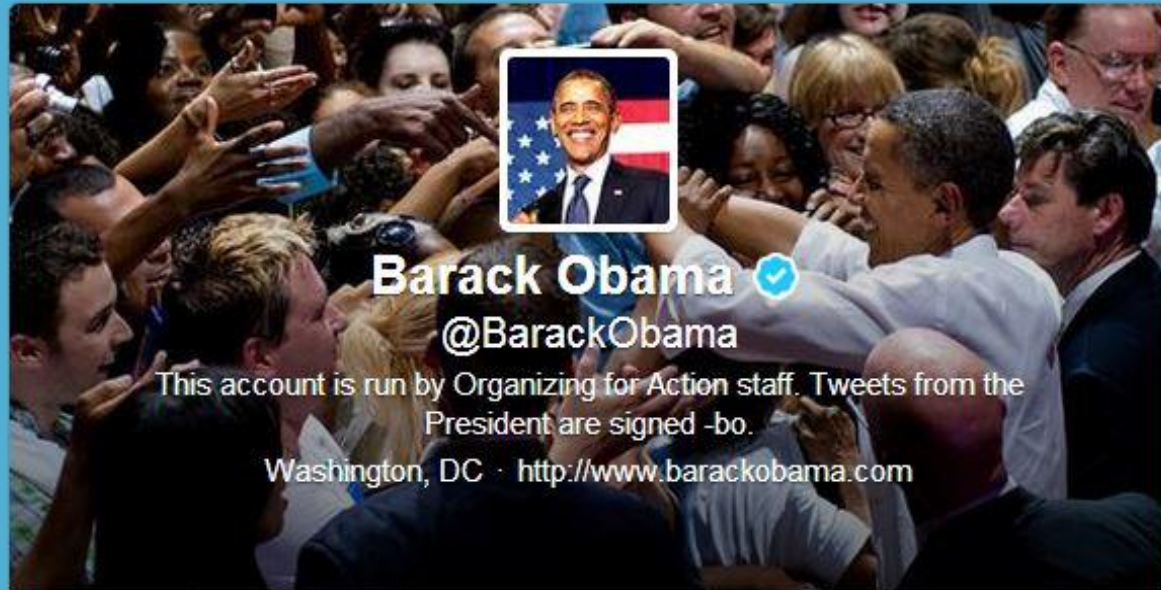 Barack Obama
@BarackObama
This account is run by Organizing for Action staff. Tweets from the
President are signed -bo.
Washington, DC · http://www.barackobama.com